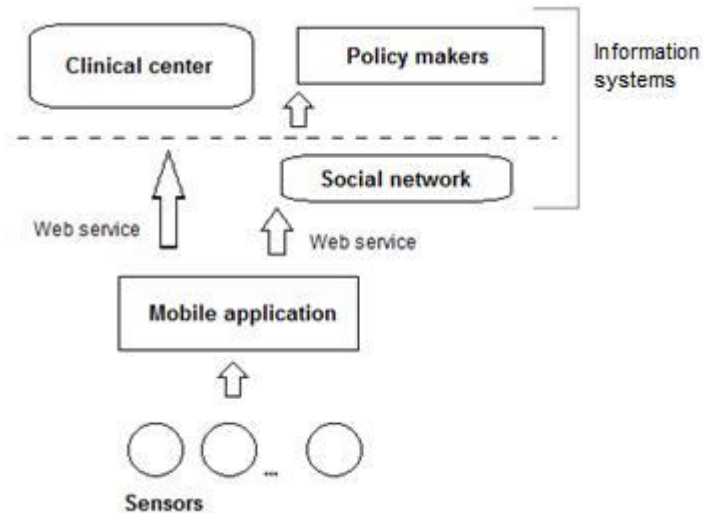 Clinical center
Policy makers
Information
systems
Social network
Web service
Web service
Mobile application
...
Sensors